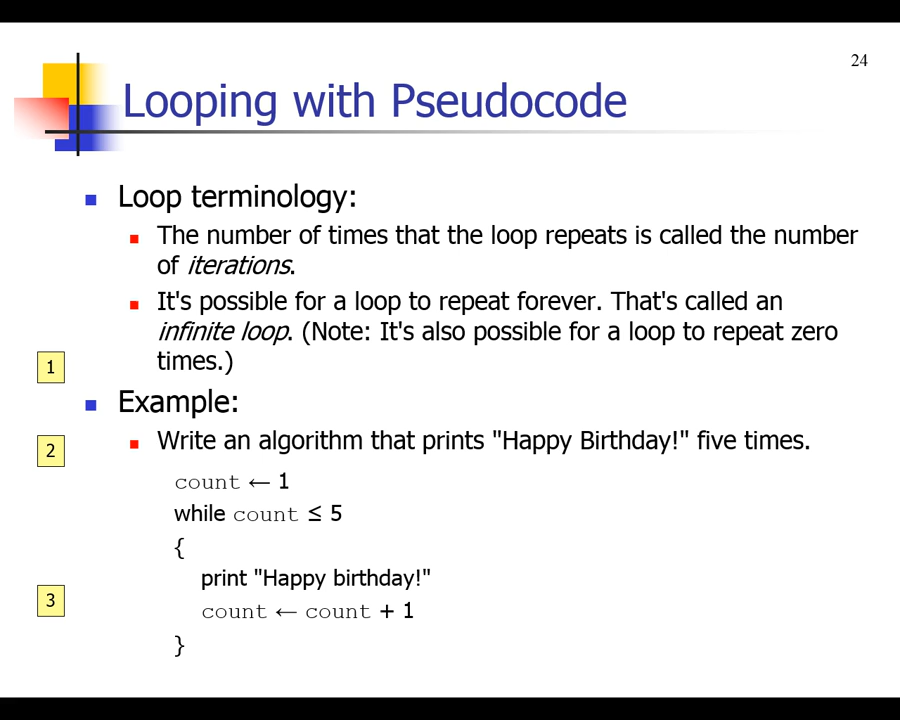 24
Looping with Pseudocode
Loop terminology:
The number of times that the loop repeats is called the number
of iterations.
It's possible for a loop to repeat forever. That's called an
infinite loop. (Note: It's also possible for a loop to repeat zero
times.)
1
Example:
2
Write an algorithm that prints "Happy Birthday!" five times.
count ← 1
while count ≤ 5
{
print "Happy birthday!"
3
count ← count + 1
}